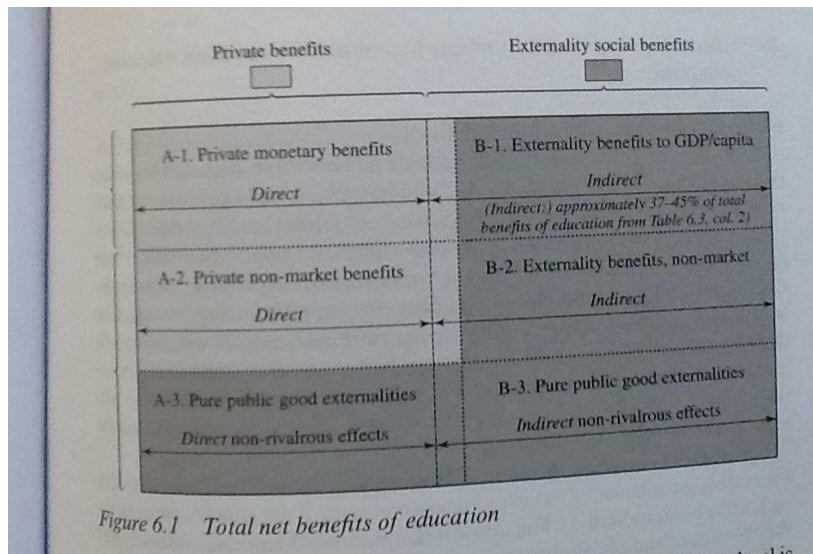 Private benefits
Externality social benefits
A-1. Private monetary benefits
Direct
B-1. Externality benefits to GDP/capita
Indirect
(Indirect:) approximately 37–45% of total
benefits of education from Table 6.3, col. 2)
A-2. Private non-market benefits
Direct
B-2. Externality benefits, non-market
Indirect
A-3. Pure public good externalities
Direct non-rivalrous effects
B-3. Pure public good externalities
Indirect non-rivalrous effects
Figure 6.1 Total net benefits of education